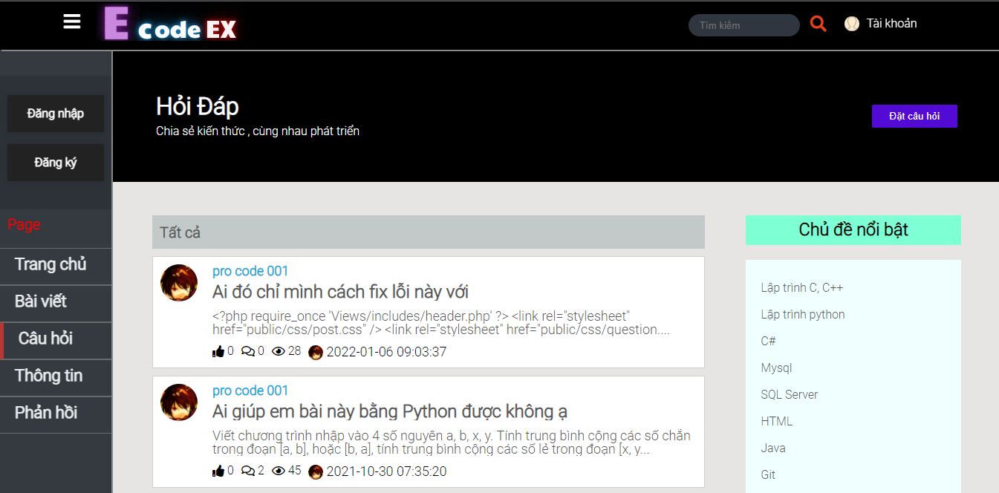 E code EX
Tìm kiếm
Tài khoản
Đăng nhập
Đăng ký
Page
Trang chủ
Bài viết
Câu hỏi
Thông tin
Phản hồi
Hỏi Đáp
Chia sẻ kiến thức , cùng nhau phát triển
Đặt câu hỏi
Tất cả
pro code 001
Ai đó chỉ mình cách fix lỗi này với
<?php require_once 'Views/includes/header.php' ?> <link rel="stylesheet"
href="public/css/post.css" /> <link rel="stylesheet" href="public/css/question....
0 0 28 2022-01-06 09:03:37
pro code 001
Ai giúp em bài này bằng Python được không ạ
Viết chương trình nhập vào 4 số nguyên a, b, x, y. Tính trung bình cộng các số chẵn
trong đoạn [a, b], hoặc [b, a], tính trung bình cộng các số lẻ trong đoạn [x, y...
0 2 45 2021-10-30 07:35:20
Chủ đề nổi bật
Lập trình C, C++
Lập trình python
C#
Mysql
SQL Server
HTML
Java
Git